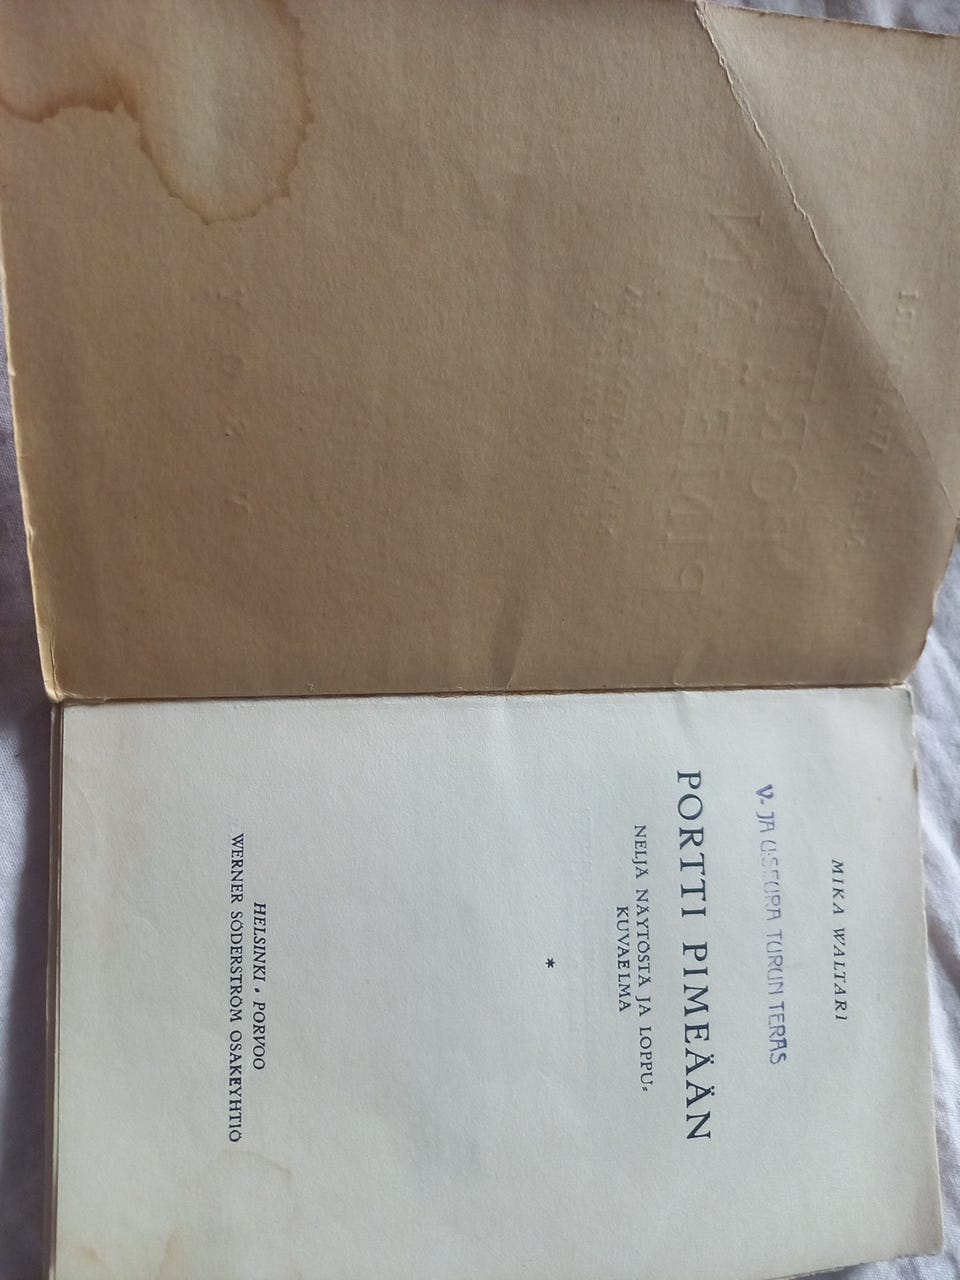 MIKA WALTARI
V. JA U.SEURA TURUN TERÄS
PORTTI PIMEÄÄN
NELJÄ NÄYTÖSTÄ JA LOPPU-
KUVAELMA
*
HELSINKI • PORVOO
WERNER SÖDERSTRÖM OSAKEYHTIÖ